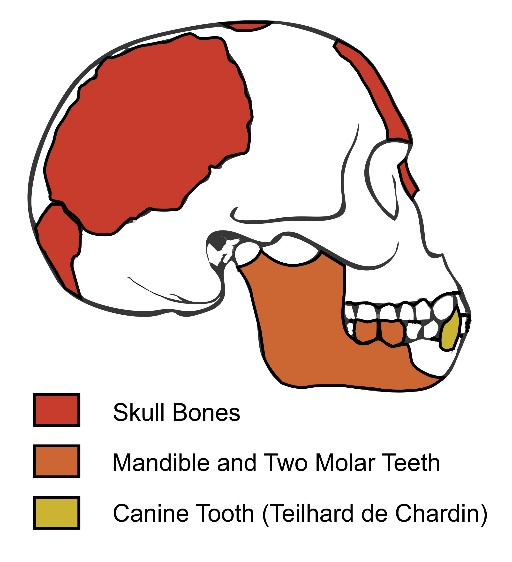 Skull Bones
Mandible and Two Molar Teeth
Canine Tooth (Teilhard de Chardin)